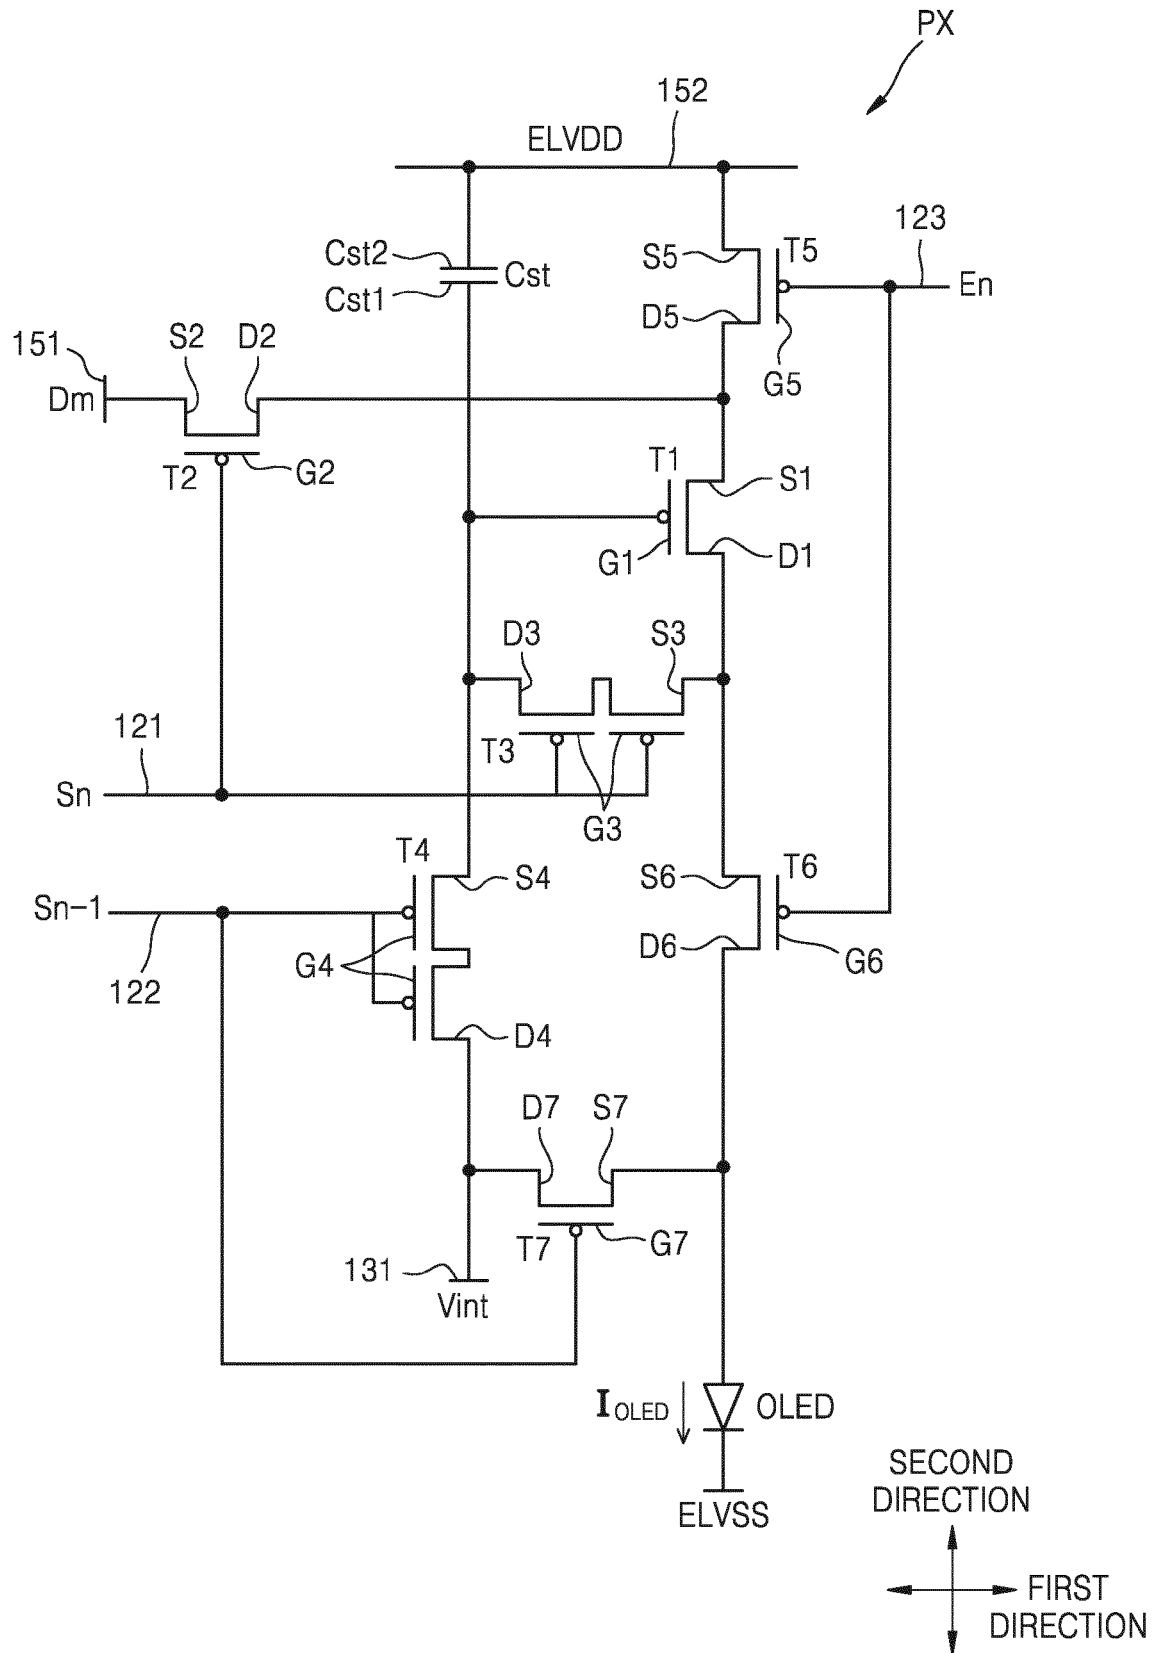 PX
152
ELVDD
123
Cst2
Cst
Cst1
S5
T5
En
D5
151
S2
D2
G5
Dm
T1
T2
G2
S1
G1
D1
D3
S3
121
T3
Sn
G3
T4
T6
S4
S6
Sn-1
G4
D6
G6
122
D4
D7
S7
T7
G7
131
Vint
IOLED
OLED
ELVSS
SECOND
DIRECTION
FIRST
DIRECTION